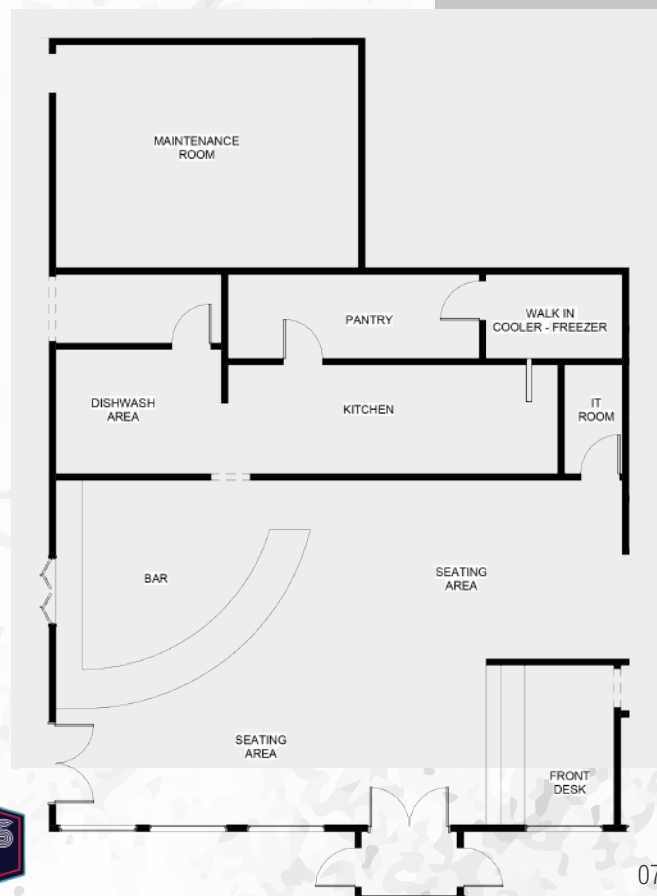 MAINTENANCE
ROOM
PANTRY
WALK IN
COOLER - FREEZER
DISHWASH
AREA
KITCHEN
IT
ROOM
BAR
SEATING
AREA
SEATING
AREA
FRONT
DESK
07